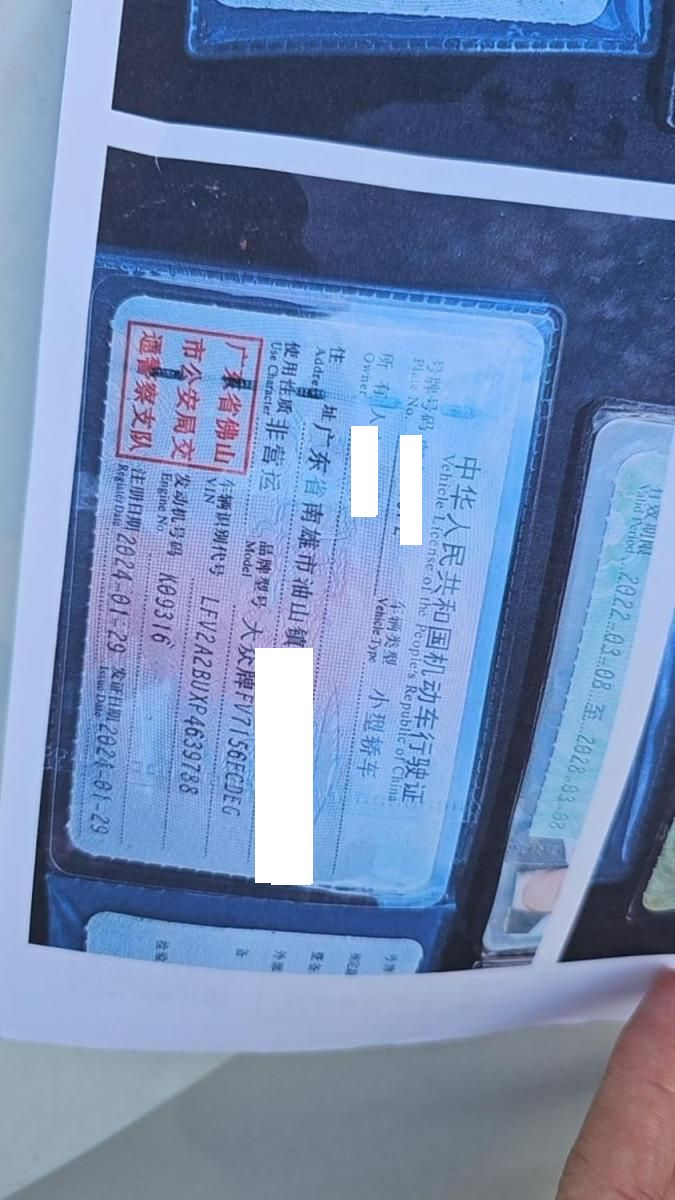 中华人民共和国机动车行驶证
Vehicle License of the People's Republic of China
号牌号码
Plate No.
车辆类型 小型轿车
Vehicle Type
所有人
Owner
住址 广东省南雄市油山镇
Address
使用性质 非营运
Use Character
品牌型号 大众牌FV7156ECDEG
Model
广东省佛山
市公安局交
通警察支队
车辆识别代号
VIN
LFV2A2BUXP4639788
发动机号码 K09316
Engine No.
注册日期 2024-01-29 发证日期 2024-01-29
Register Date Issue Date
有效期限 2022-03-08 至 2028-03-08
Valid Period